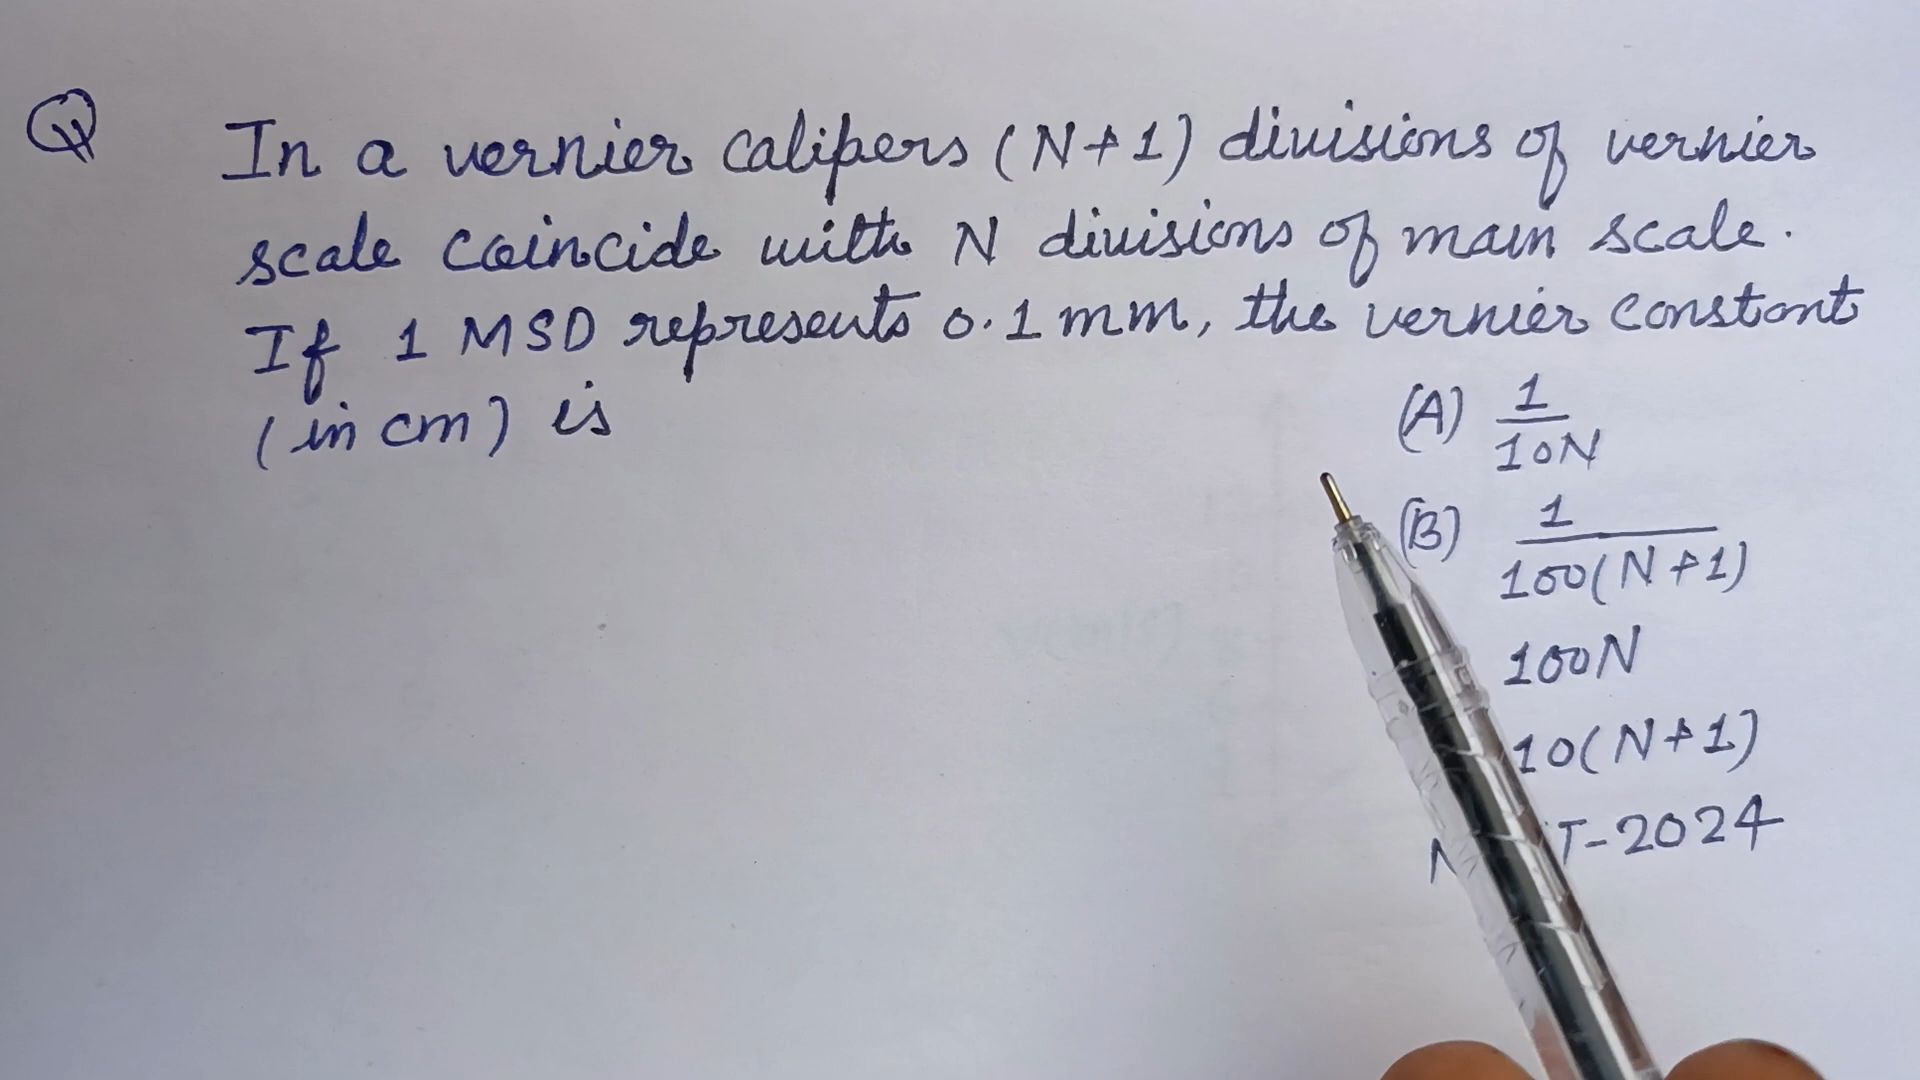 Q In a vernier calipers (N+1) divisions of vernier
scale coincide with N divisions of main scale.
If 1 MSD represents 0.1 mm, the vernier constant
(in cm) is
(A) 1/10N
(B) 1/100(N+1)
100N
10(N+1)
T-2024